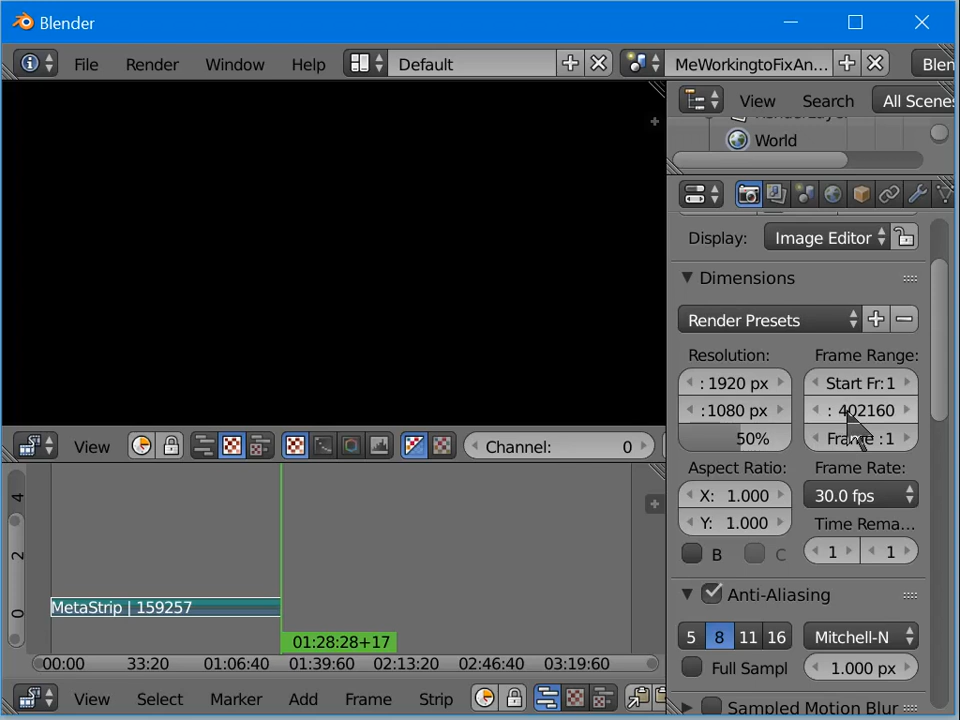 Blender
File Render Window Help Default MeWorkingtoFixAn... Blen
View Search All Scenes
World
Display: Image Editor
Dimensions
Render Presets
Resolution: Frame Range:
: 1920 px Start Fr:1
:1080 px : 402160
50% Frame :1
Aspect Ratio: Frame Rate:
X: 1.000 30.0 fps
Y: 1.000 Time Rema...
B C 1 1
Anti-Aliasing
5 8 11 16 Mitchell-N
Full Sampl 1.000 px
Sampled Motion Blur
View Channel: 0
4
2
0
MetaStrip | 159257
01:28:28+17
00:00 33:20 01:06:40 01:39:60 02:13:20 02:46:40 03:19:60
View Select Marker Add Frame Strip